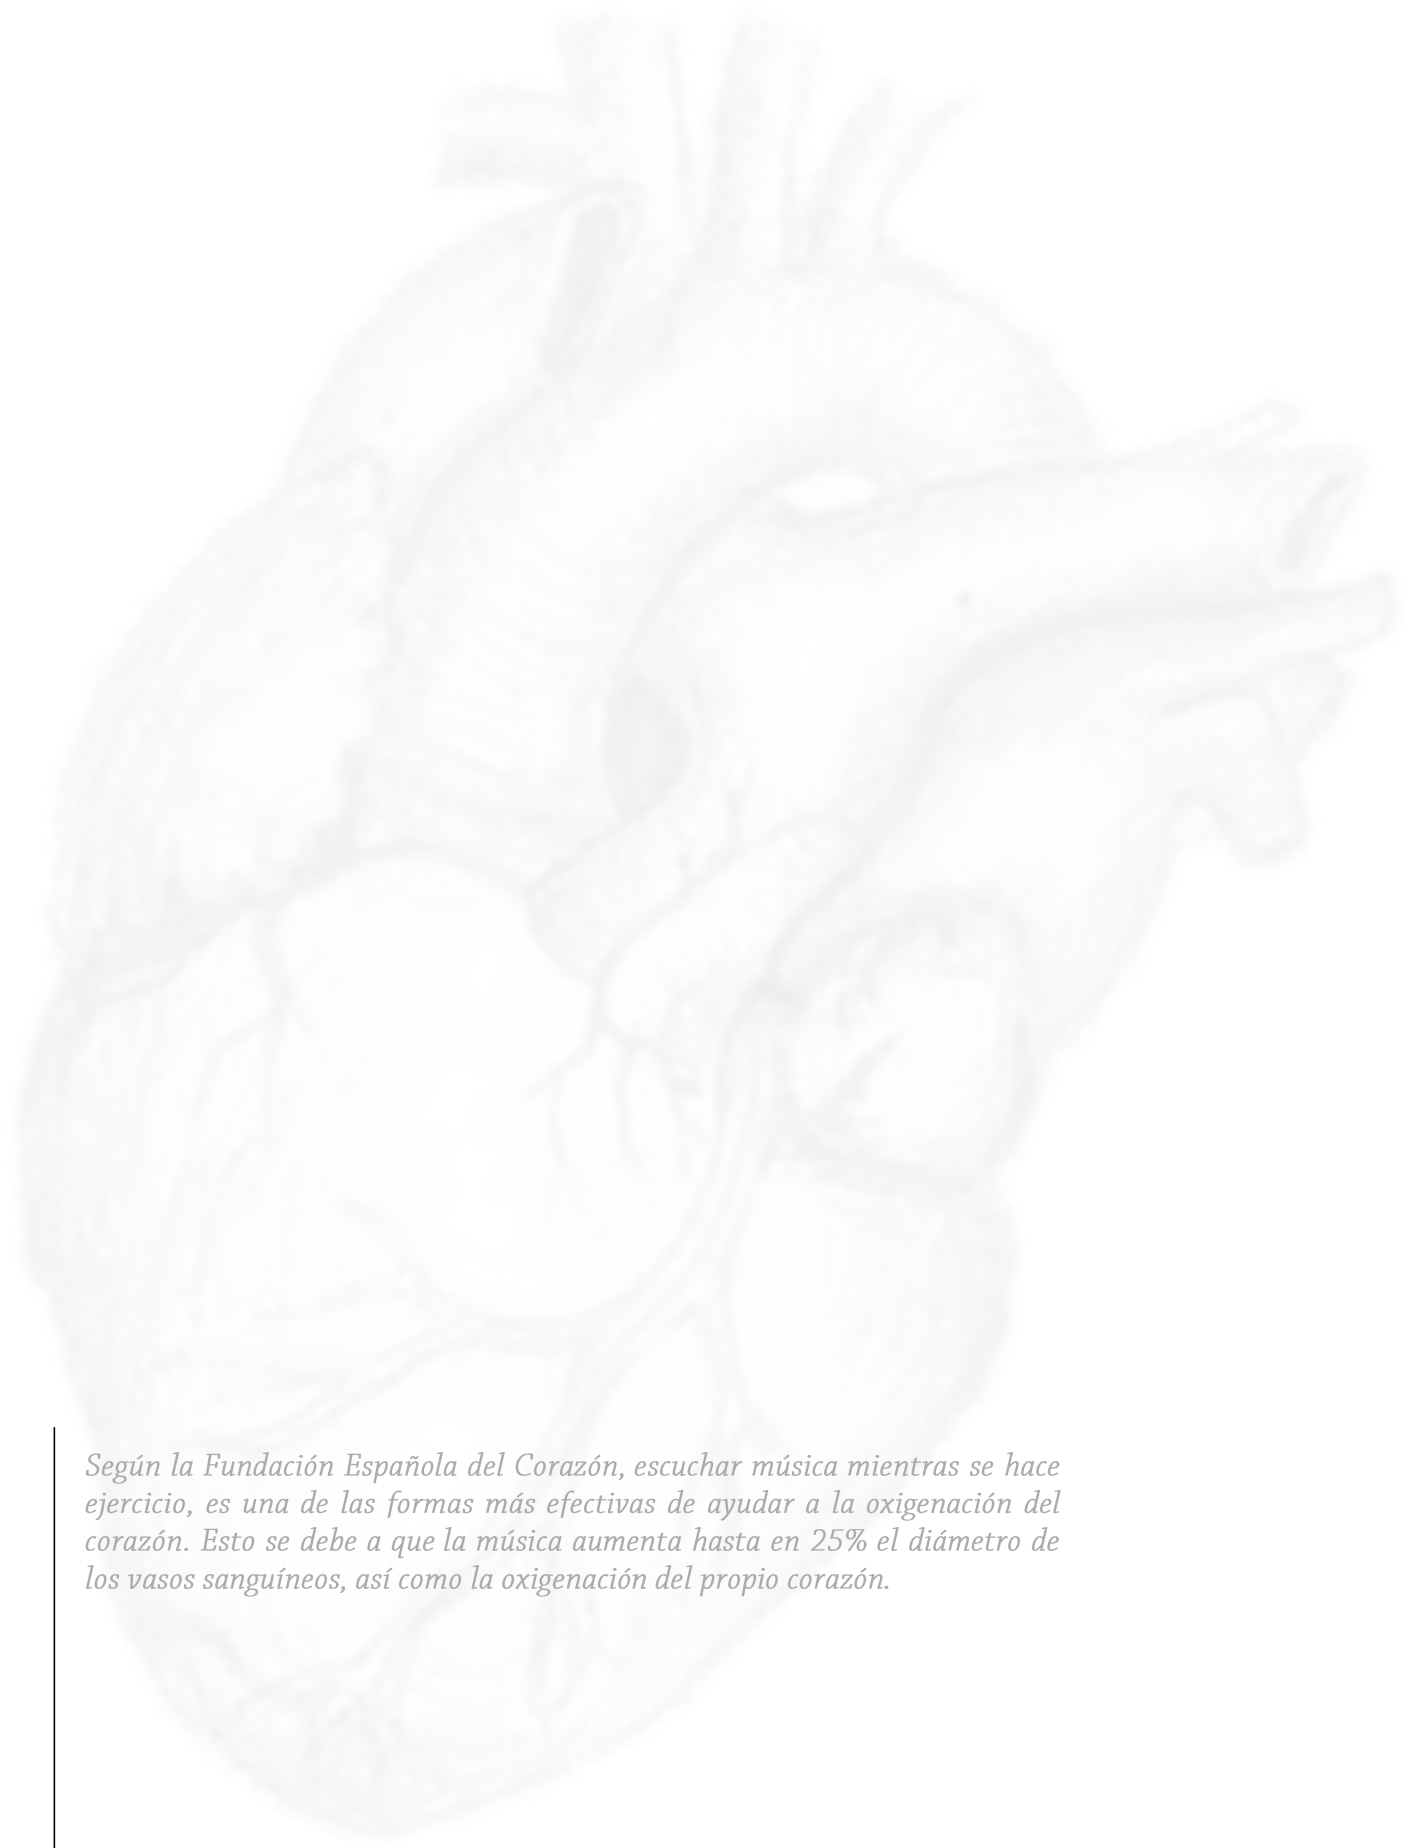 Según la Fundación Española del Corazón, escuchar música mientras se hace
ejercicio, es una de las formas más efectivas de ayudar a la oxigenación del
corazón. Esto se debe a que la música aumenta hasta en 25% el diámetro de
los vasos sanguíneos, así como la oxigenación del propio corazón.